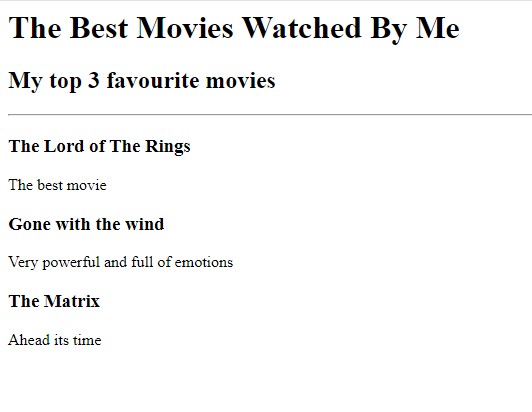 The Best Movies Watched By Me
My top 3 favourite movies
The Lord of The Rings
The best movie
Gone with the wind
Very powerful and full of emotions
The Matrix
Ahead its time